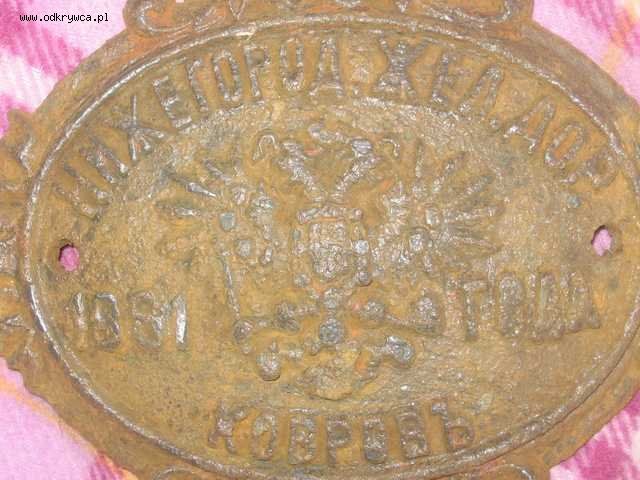 www.odkrywca.pl
НИЖЕГОРОД. ЖЕЛ. ДОР
1881 ГОДА
КОВРОВЪ